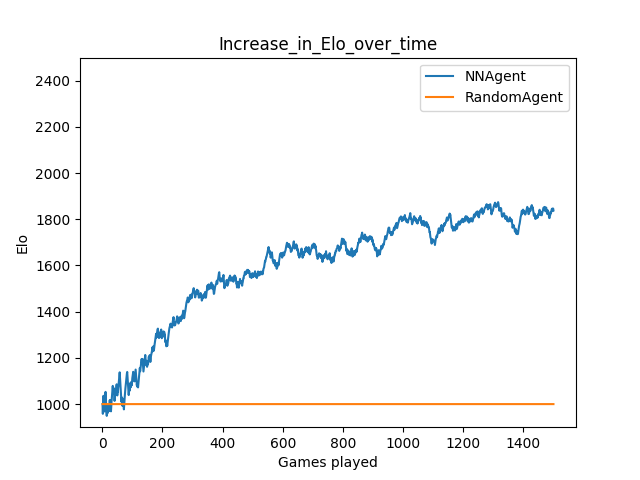 Increase_in_Elo_over_time
NNAgent
RandomAgent
2400
2200
2000
1800
1600
1400
1200
1000
Elo
0 200 400 600 800 1000 1200 1400
Games played